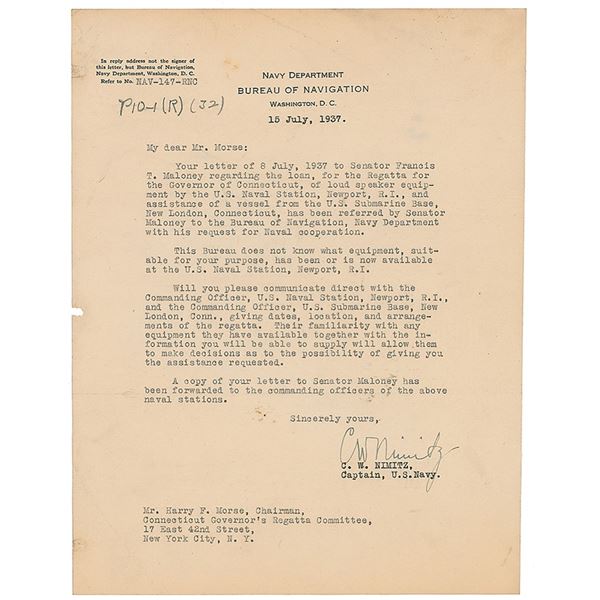 In reply address not the signer of
this letter, but Bureau of Navigation,
Navy Department, Washington, D. C.
Refer to No. NAV-147-RNC
P10-1(R)(32)
NAVY DEPARTMENT
BUREAU OF NAVIGATION
WASHINGTON, D. C.
15 July, 1937.
My dear Mr. Morse:
Your letter of 8 July, 1937 to Senator Francis
T. Maloney regarding the loan, for the Regatta for
the Governor of Connecticut, of loud speaker equip-
ment by the U.S. Naval Station, Newport, R.I., and
assistance of a vessel from the U.S. Submarine Base,
New London, Connecticut, has been referred by Senator
Maloney to the Bureau of Navigation, Navy Department
with his request for Naval cooperation.
This Bureau does not know what equipment, suit-
able for your purpose, has been or is now available
at the U.S. Naval Station, Newport, R.I.
Will you please communicate direct with the
Commanding Officer, U.S. Naval Station, Newport, R.I.,
and the Commanding Officer, U.S. Submarine Base, New
London, Conn., giving dates, location, and arrange-
ments of the regatta. Their familiarity with any
equipment they have available together with the in-
formation you will be able to supply will allow them
to make decisions as to the possibility of giving you
the assistance requested.
A copy of your letter to Senator Maloney has
been forwarded to the commanding officers of the above
naval stations.
Sincerely yours,
CWNimitz
C. W. NIMITZ,
Captain, U.S.Navy.
Mr. Harry F. Morse, Chairman,
Connecticut Governor's Regatta Committee,
17 East 42nd Street,
New York City, N. Y.